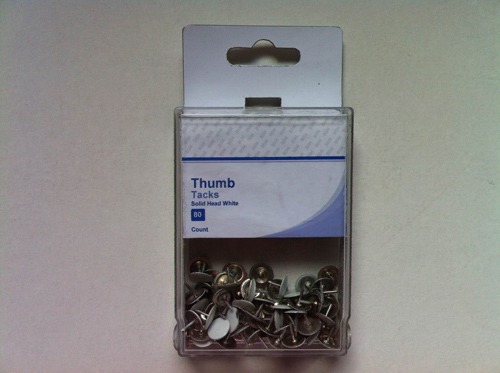 Thumb
Tacks
Solid Head White
80
Count